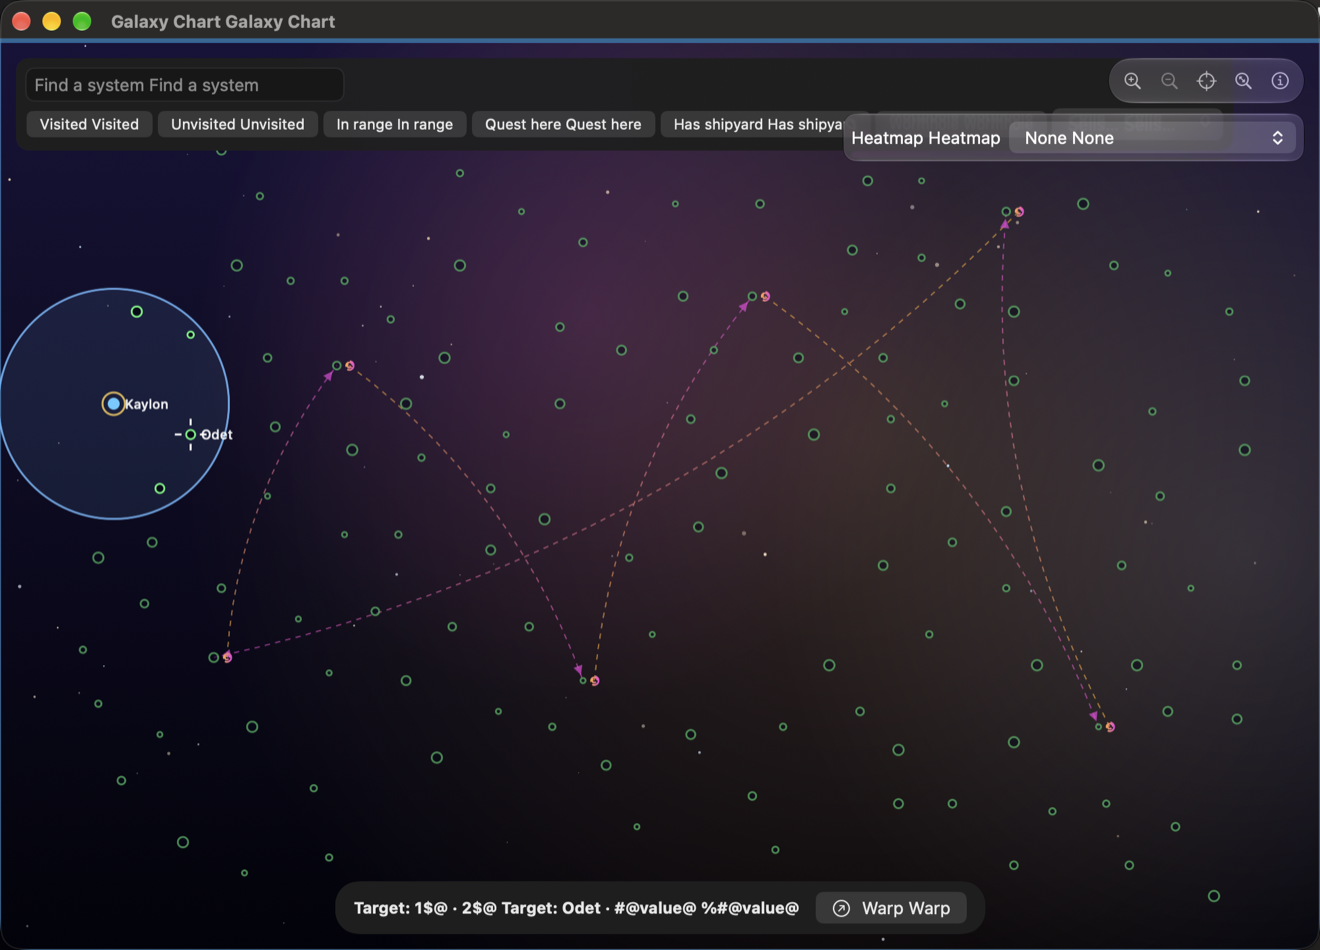 Galaxy Chart Galaxy Chart
Find a system Find a system
Visited Visited
Unvisited Unvisited
In range In range
Quest here Quest here
Has shipyard Has shipya
Heatmap Heatmap
None None
Kaylon
Odet
Target: 1$@ · 2$@ Target: Odet · #@value@ %#@value@
Warp Warp